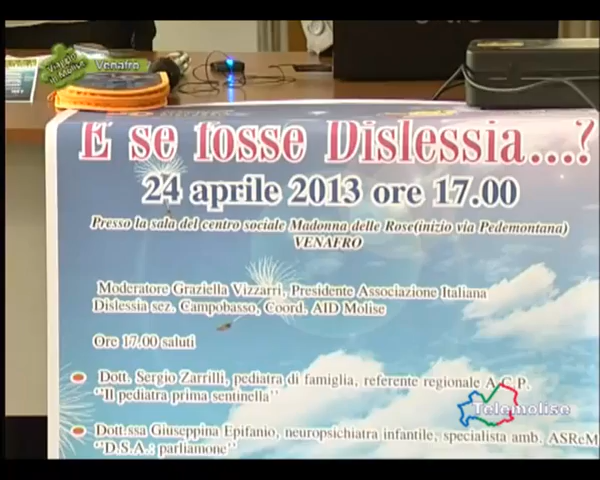 Viaggio in Molise
Venafro
E se fosse Dislessia...?
24 aprile 2013 ore 17.00
Presso la sala del centro sociale Madonna delle Rose(inizio via Pedemontana)
VENAFRO
Moderatore Graziella Vizzarri, Presidente Associazione Italiana
Dislessia sez. Campobasso, Coord. AID Molise
Ore 17.00 saluti
Dott. Sergio Zarrilli, pediatra di famiglia, referente regionale A.C.P.
"Il pediatra prima sentinella"
Telemolise
Dott.ssa Giuseppina Epifanio, neuropsichiatra infantile, specialista amb. ASReM
"D.S.A.: parliamone"